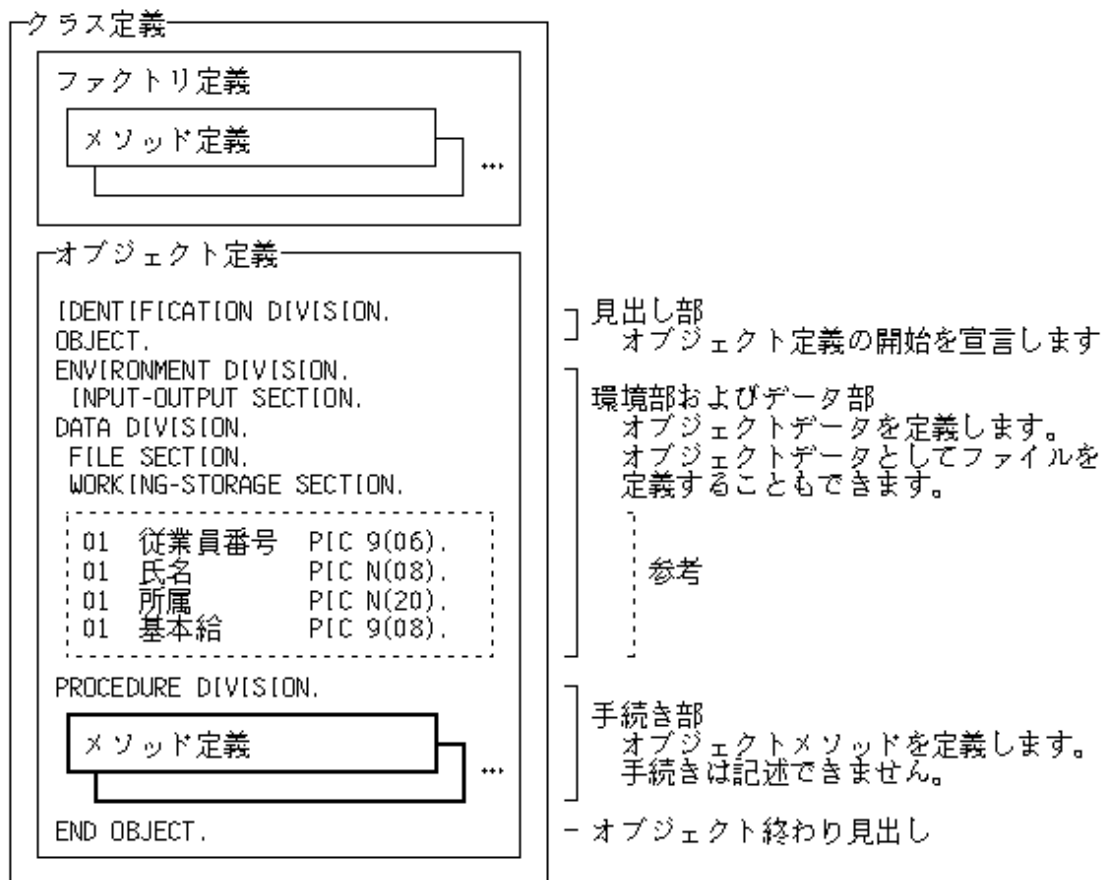 クラス定義
ファクトリ定義
メソッド定義
...
オブジェクト定義
IDENTIFICATION DIVISION.
OBJECT.
見出し部
オブジェクト定義の開始を宣言します
ENVIRONMENT DIVISION.
INPUT-OUTPUT SECTION.
DATA DIVISION.
FILE SECTION.
WORKING-STORAGE SECTION.
環境部およびデータ部
オブジェクトデータを定義します。
オブジェクトデータとしてファイルを
定義することもできます。
01 従業員番号 PIC 9(06).
01 氏名 PIC N(08).
01 所属 PIC N(20).
01 基本給 PIC 9(08).
参考
PROCEDURE DIVISION.
メソッド定義
...
手続き部
オブジェクトメソッドを定義します。
手続きは記述できません。
END OBJECT.
オブジェクト終わり見出し